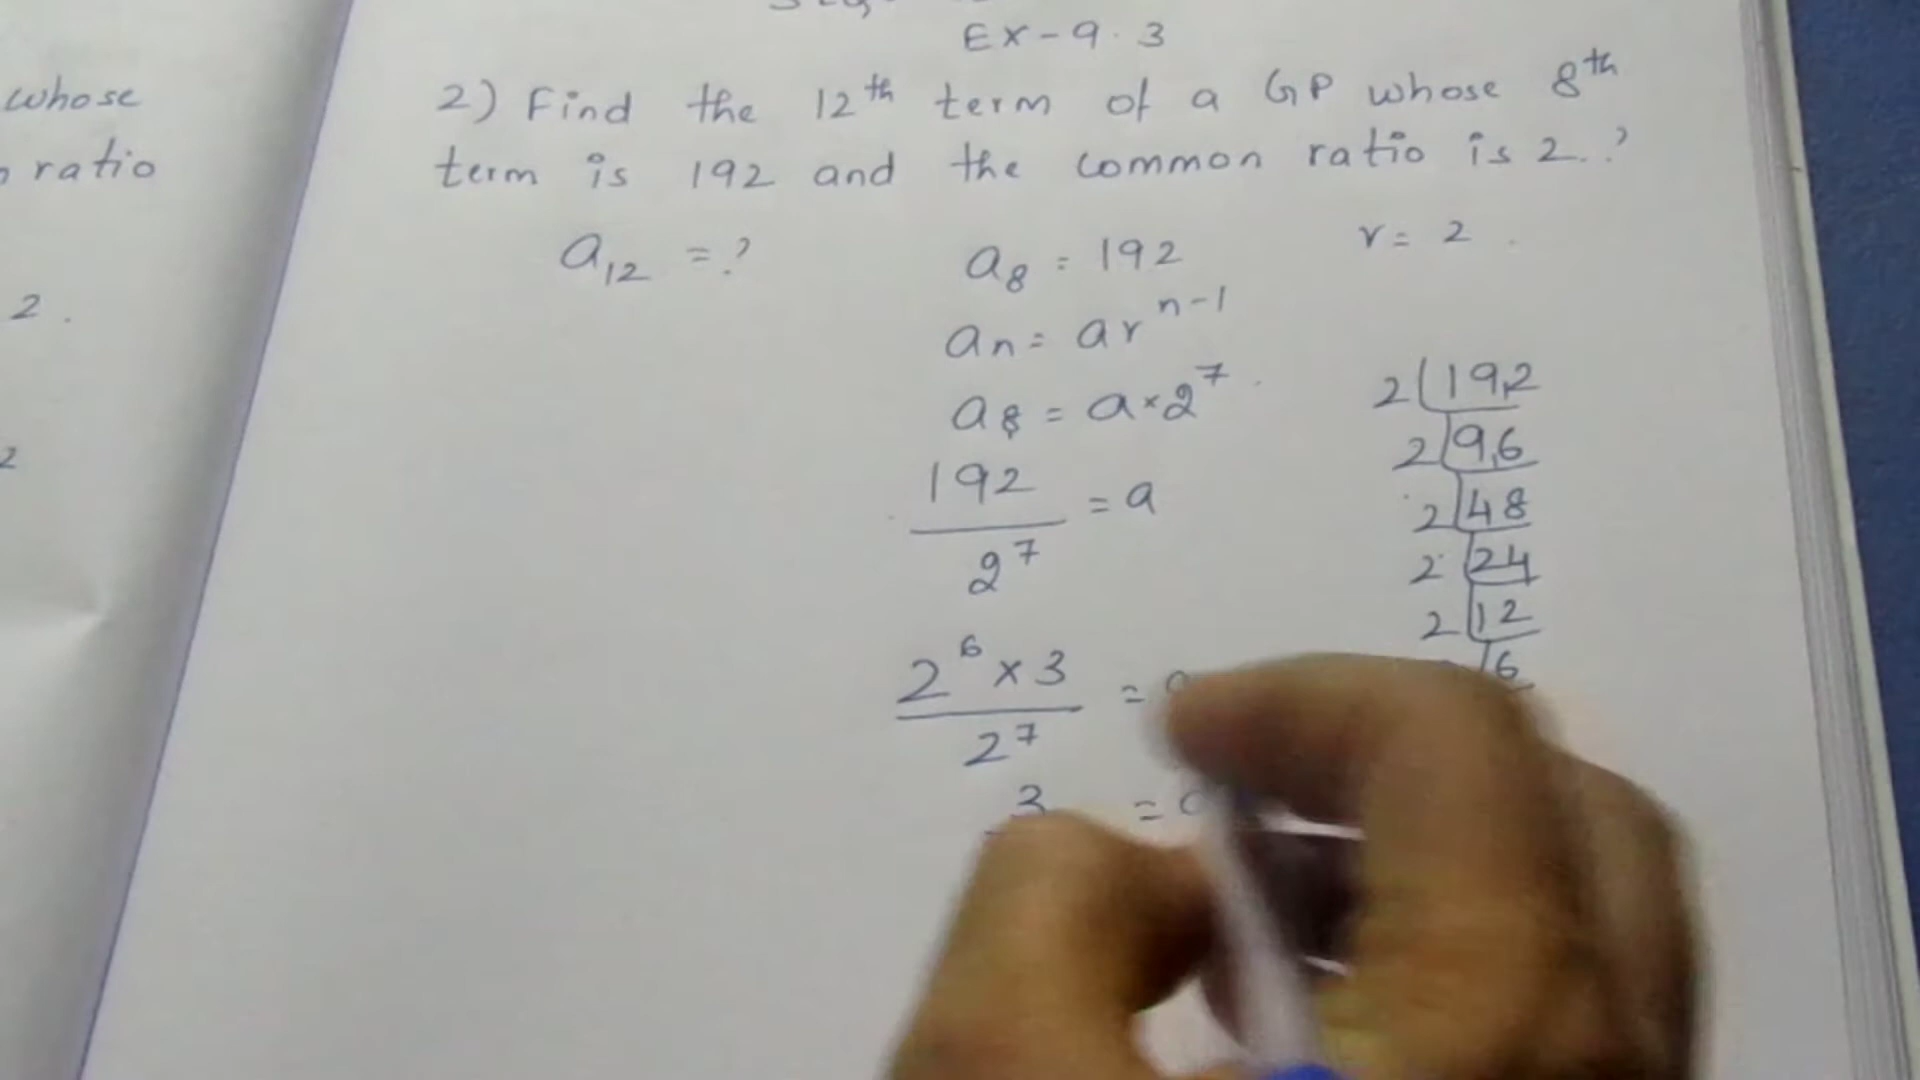 whose
ratio
2.
2
Ex-9.3
2) Find the 12th term of a GP whose 8th
term is 192 and the common ratio is 2.?
a12 = ? a8 = 192 r = 2
an = ar^n-1
a8 = a×2^7
192/2^7 = a
2^6 × 3/2^7 = a
3 = a
2 | 192
2 | 96
2 | 48
2 | 24
2 | 12
6